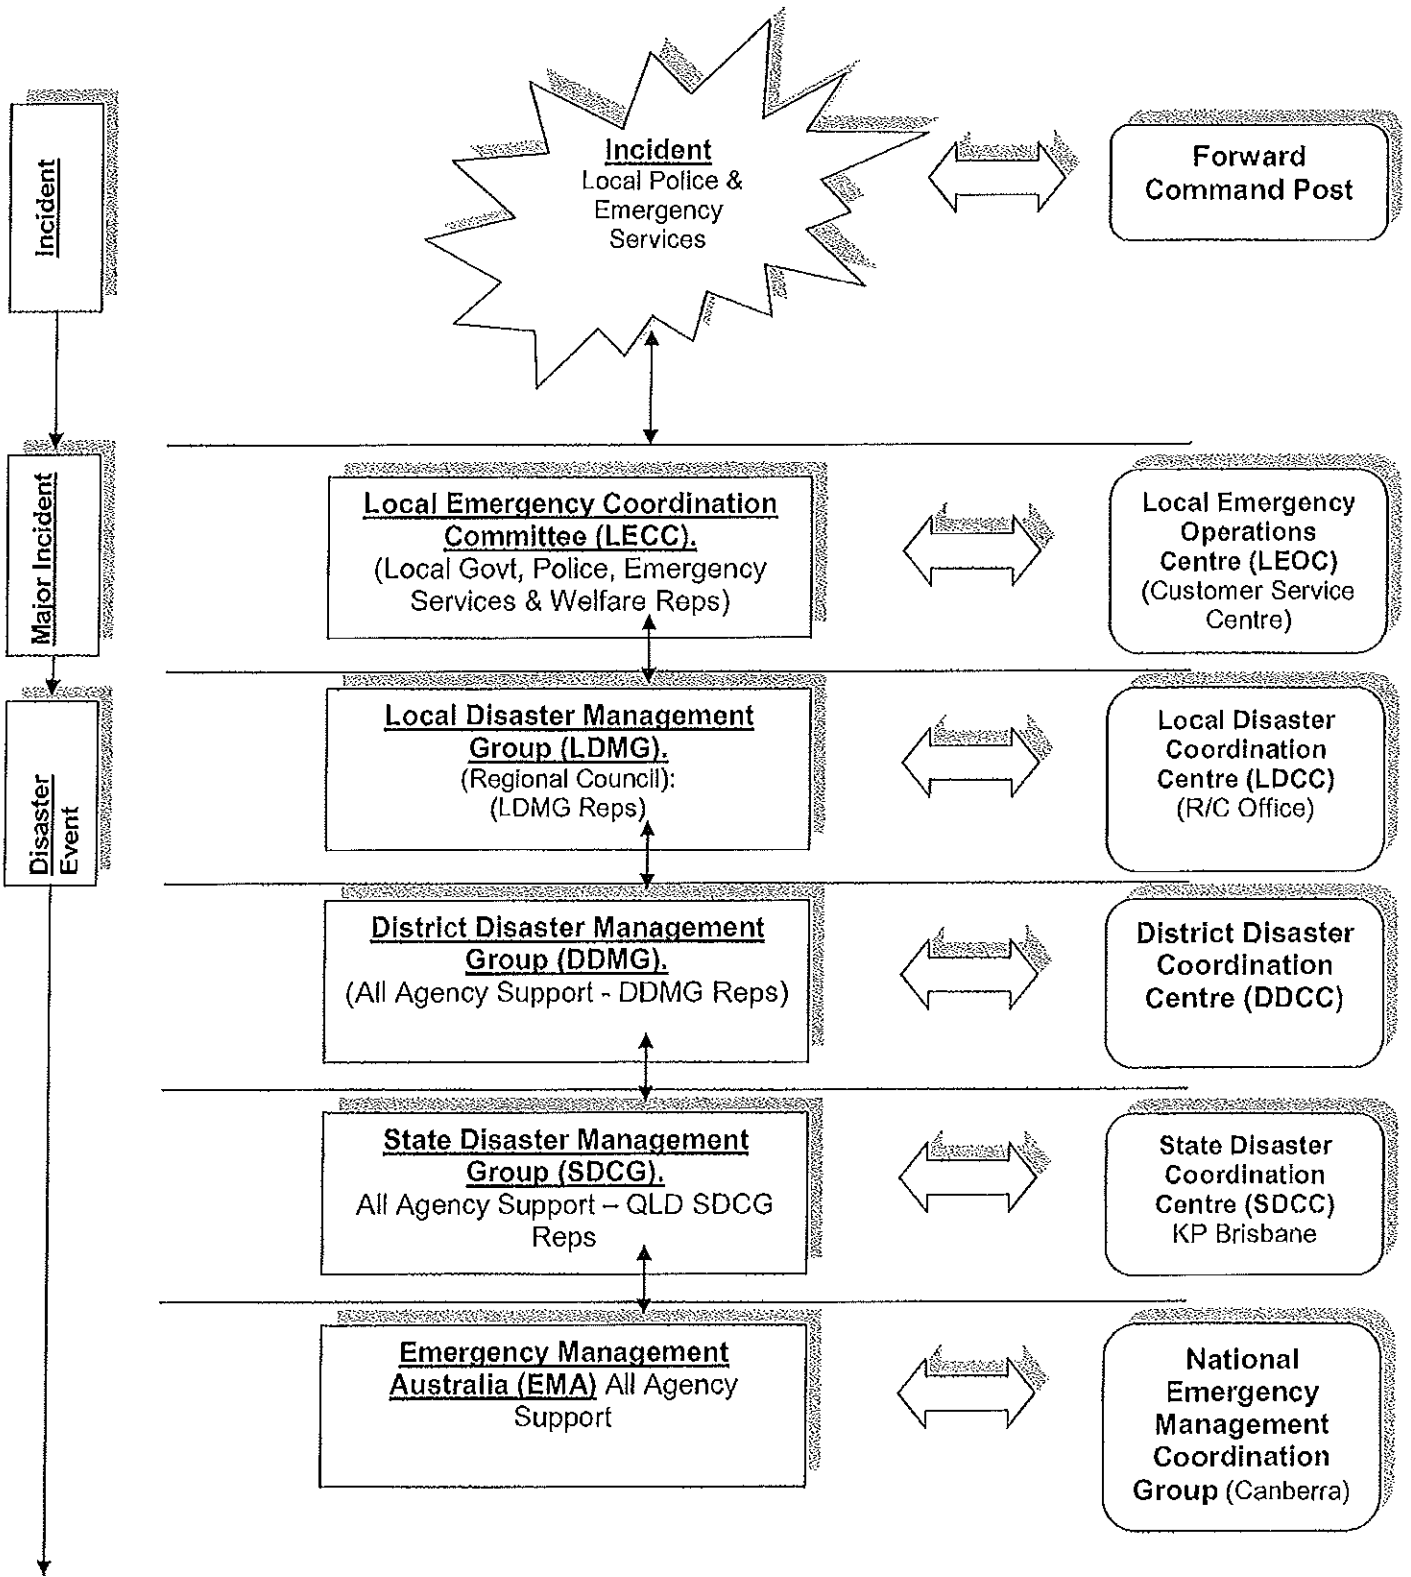 Incident
Incident
Local Police &
Emergency
Services
Forward
Command Post
Major Incident
Local Emergency Coordination
Committee (LECC).
(Local Govt, Police, Emergency
Services & Welfare Reps)
Local Emergency
Operations
Centre (LEOC)
(Customer Service
Centre)
Disaster
Event
Local Disaster Management
Group (LDMG).
(Regional Council):
(LDMG Reps)
Local Disaster
Coordination
Centre (LDCC)
(R/C Office)
District Disaster Management
Group (DDMG).
(All Agency Support - DDMG Reps)
District Disaster
Coordination
Centre (DDCC)
State Disaster Management
Group (SDCG).
All Agency Support – QLD SDCG
Reps
State Disaster
Coordination
Centre (SDCC)
KP Brisbane
Emergency Management
Australia (EMA) All Agency
Support
National
Emergency
Management
Coordination
Group (Canberra)